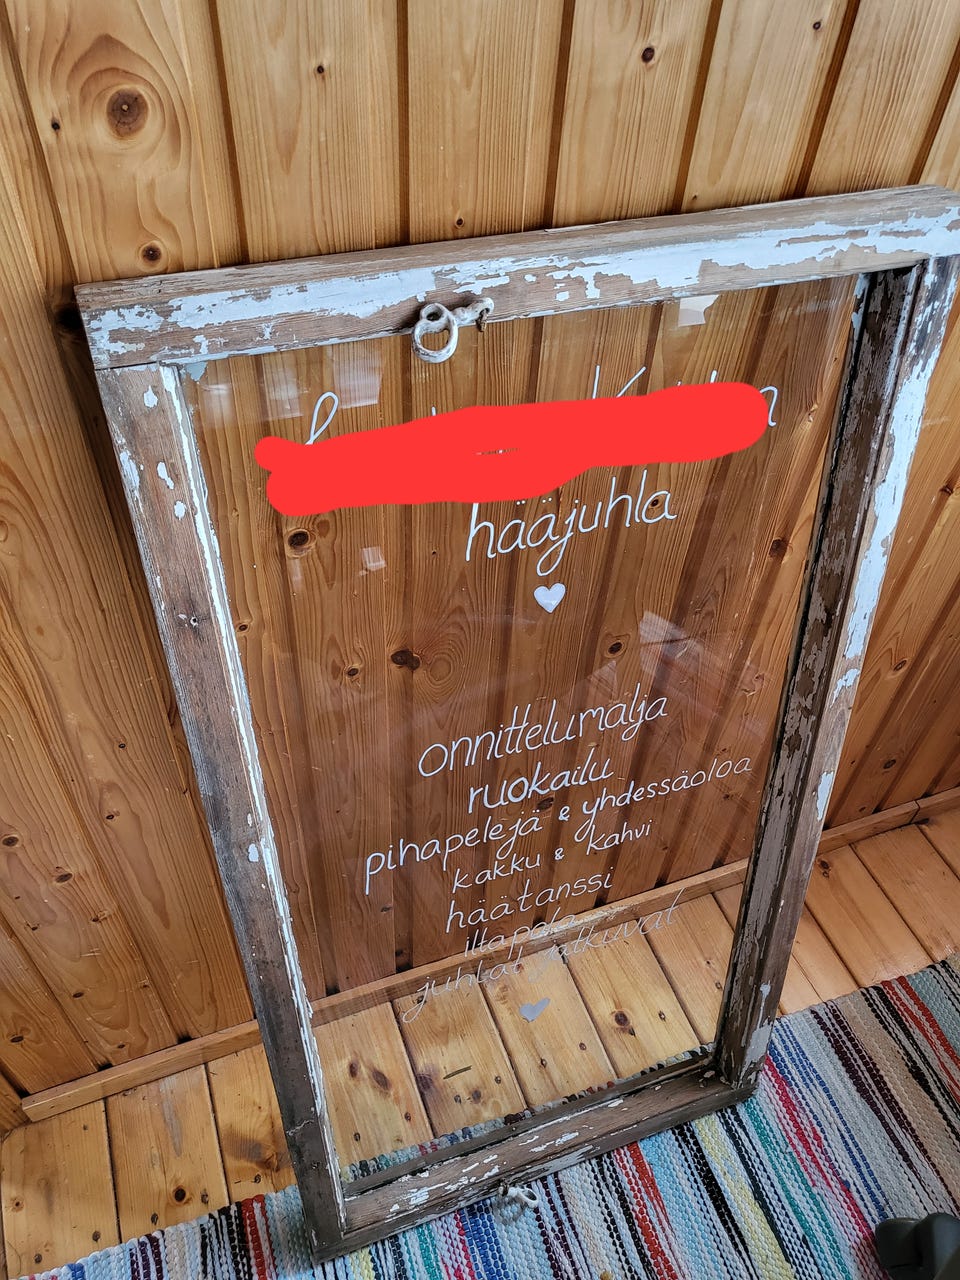 hääjuhla
onnittelumalja
ruokailu
pihapelejä & yhdessäoloa
kakku & kahvi
häätanssi
iltapala
juhlat jatkuvat